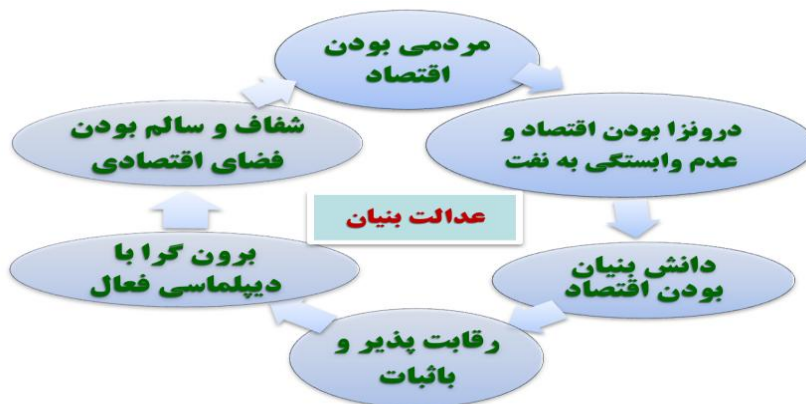 مردمی بودن
اقتصاد
درونزا بودن اقتصاد و
عدم وابستگی به نفت
دانش بنیان
بودن اقتصاد
رقابت پذیر و
باثبات
برون گرا با
دیپلماسی فعال
شفاف و سالم بودن
فضای اقتصادی
عدالت بنیان